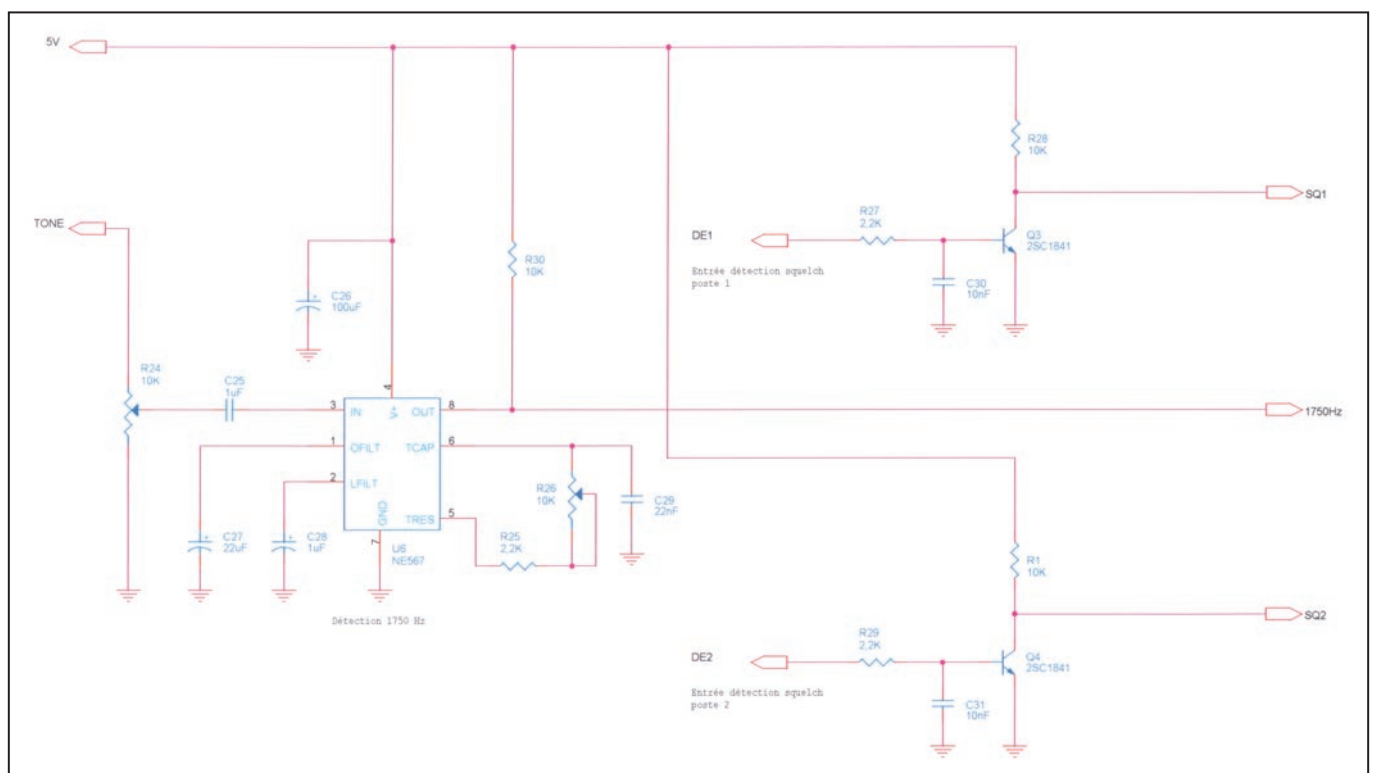 5V
R28
10K
SQ1
TONE
R27
2,2K
DE1
Q3
2SC1841
Entrée détection squelch
poste 1
C30
10nF
R30
10K
C26
100uF
R24
10K
C25
1uF
4
3
IN
V+
OUT
8
1750Hz
1
OFILT
TCAP
6
2
LFILT
R26
10K
C29
22nF
GND
TRES
5
C27
22uF
C28
1uF
7
U6
NE567
R25
2,2K
R1
10K
Détection 1750 Hz
SQ2
R29
2,2K
DE2
Q4
2SC1841
Entrée détection squelch
poste 2
C31
10nF